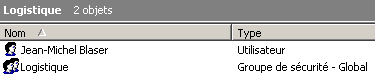 Logistique 2 objets
Nom Type
Jean-Michel Blaser Utilisateur
Logistique Groupe de sécurité - Global